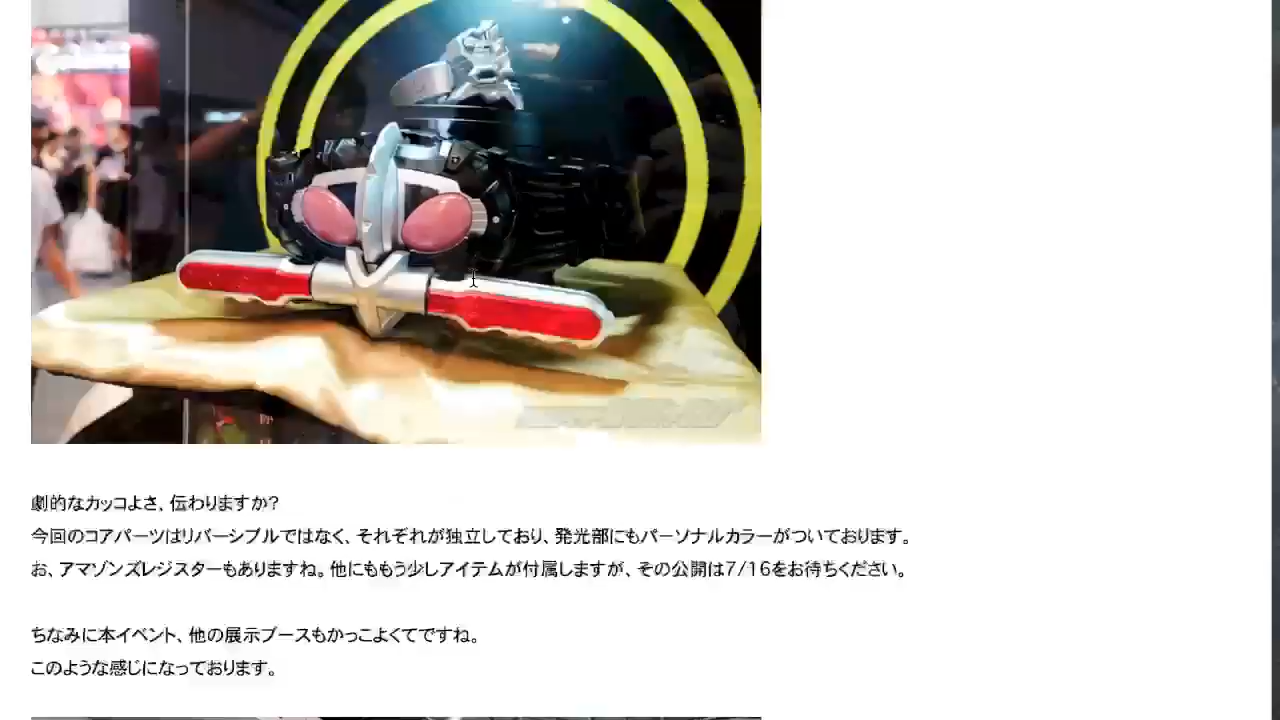 劇的なカッコよさ、伝わりますか?
今回のコアパーツはリバーシブルではなく、それぞれが独立しており、発光部にもパーソナルカラーがついております。
お、アマゾンズレジスターもありますね。他にももう少しアイテムが付属しますが、その公開は7/16をお待ちください。
ちなみに本イベント、他の展示ブースもかっこよくてですね。
このような感じになっております。